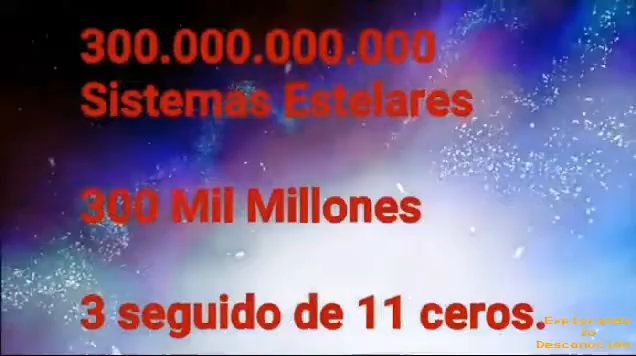 300.000.000.000
Sistemas Estelares
300 Mil Millones
3 seguido de 11 ceros.
Explorando
lo
Desconocido